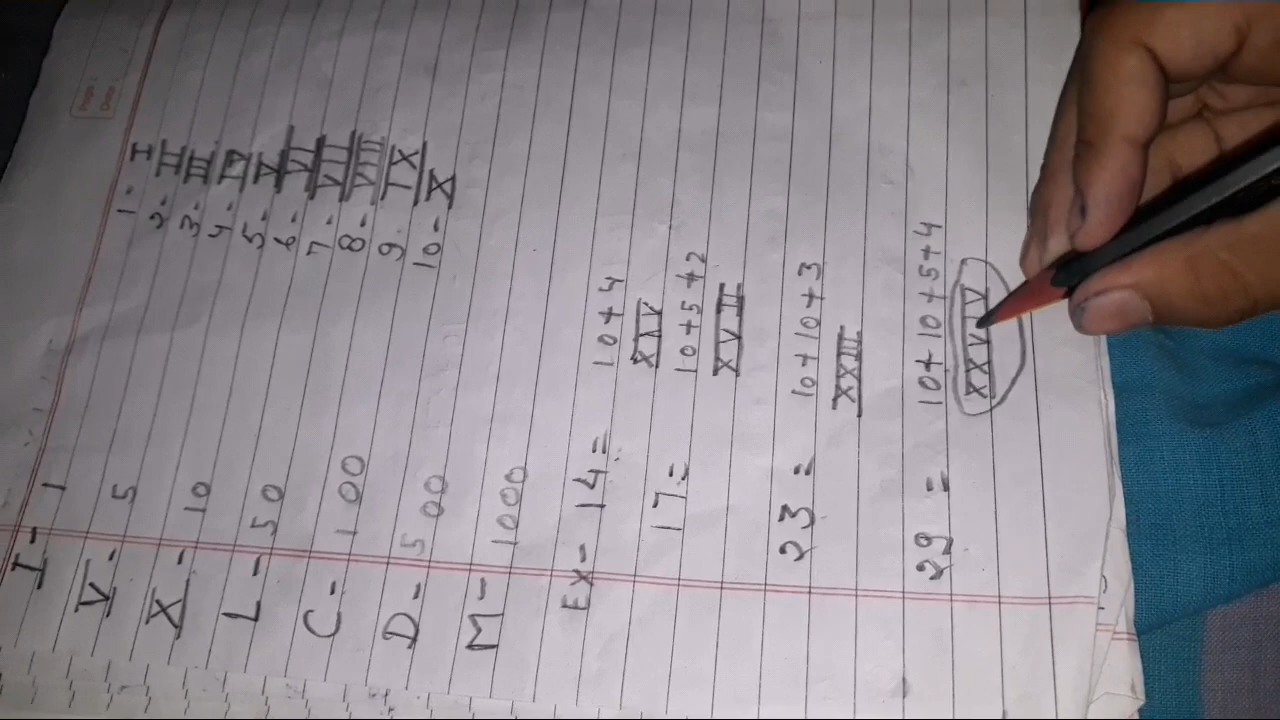 Page:
Date:
I - 1
V - 5
X - 10
L - 50
C - 100
D - 500
M - 1000
1 - I
2 - II
3 - III
4 - IV
5 - V
6 - VI
7 - VII
8 - VIII
9. IX
10 - X
Ex - 14 = 10+4
XIV
17 = 10+5+2
XVII
23 = 10+10+3
XXIII
29 = 10+10+5+4
XXVIV